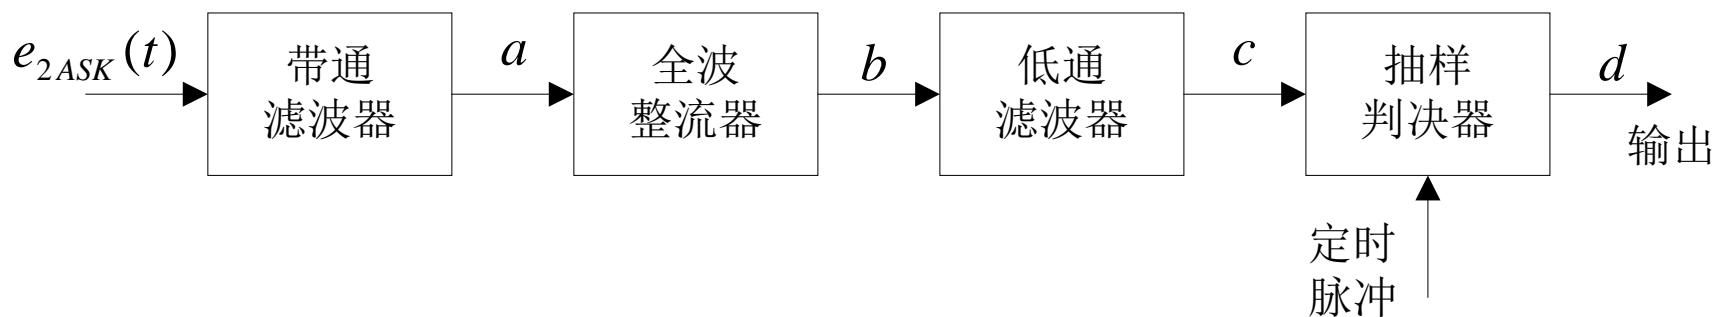 e2ASK(t)
带通
滤波器
a
全波
整流器
b
低通
滤波器
c
抽样
判决器
d
输出
定时
脉冲